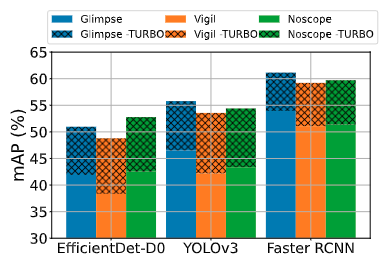 Glimpse Vigil Noscope
Glimpse -TURBO Vigil -TURBO Noscope -TURBO
65
60
55
50
45
40
35
30
mAP (%)
EfficientDet-D0 YOLOv3 Faster RCNN